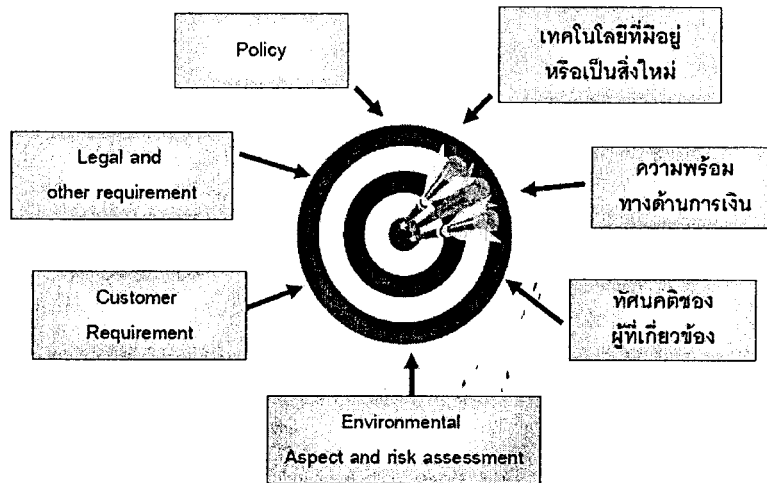 Policy
เทคโนโลยีที่มีอยู่
หรือเป็นสิ่งใหม่
Legal and
other requirement
ความพร้อม
ทางด้านการเงิน
Customer
Requirement
ทัศนคติของ
ผู้ที่เกี่ยวข้อง
Environmental
Aspect and risk assessment